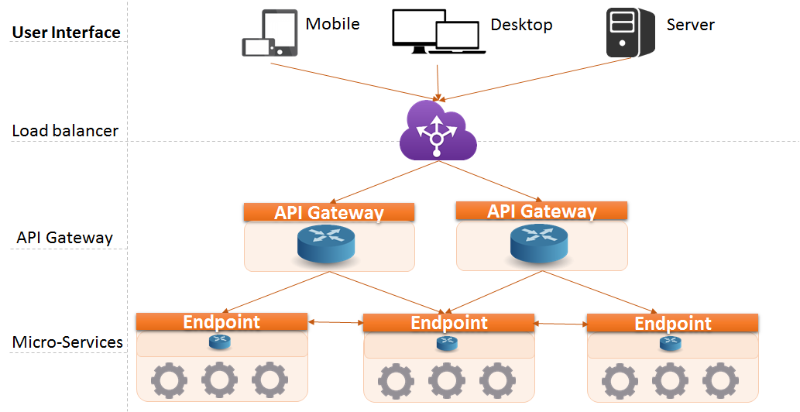 User Interface
Mobile
Desktop
Server
Load balancer
API Gateway
API Gateway
API Gateway
Endpoint
Endpoint
Endpoint
Micro-Services